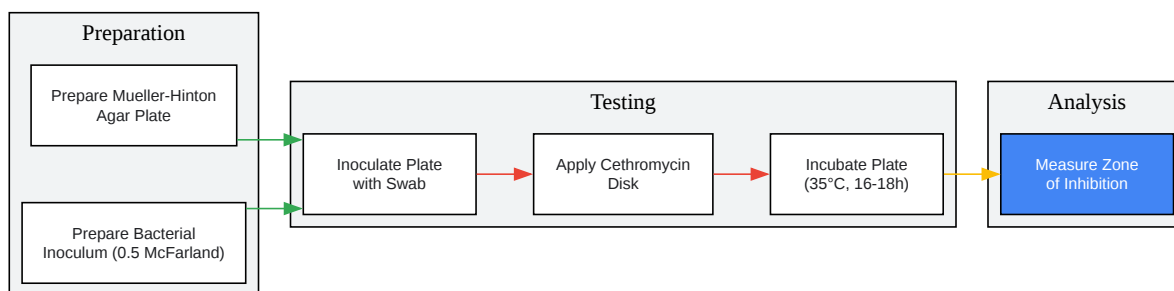 Preparation
Prepare Mueller-Hinton
Agar Plate
Prepare Bacterial
Inoculum (0.5 McFarland)
Testing
Inoculate Plate
with Swab
Apply Cethromycin
Disk
Incubate Plate
(35°C, 16-18h)
Analysis
Measure Zone
of Inhibition